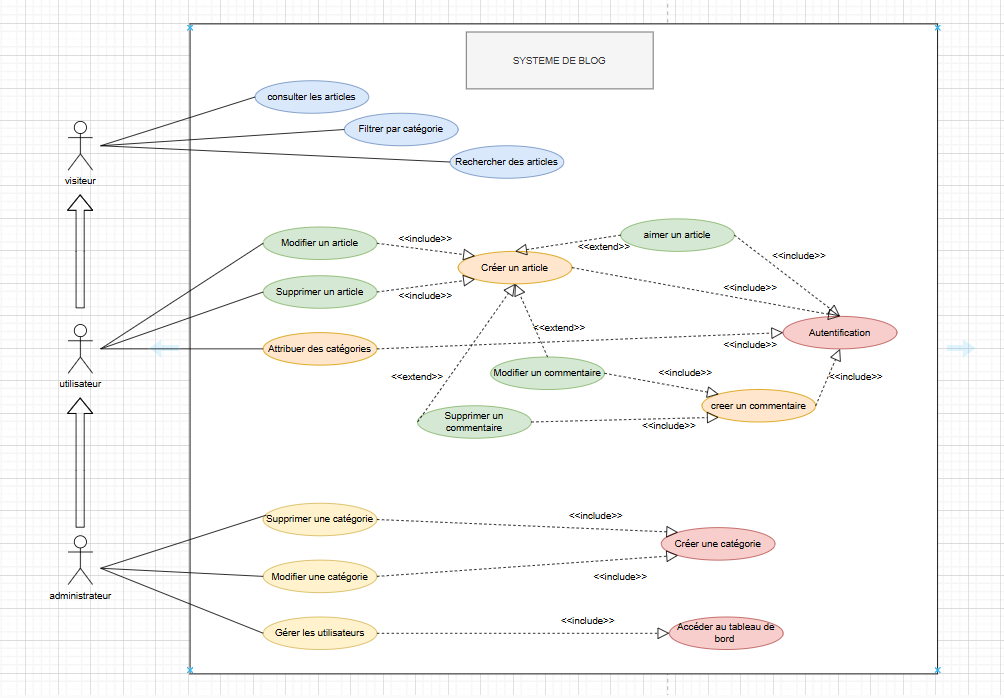 SYSTEME DE BLOG
consulter les articles
Filtrer par catégorie
Rechercher des articles
visiteur
Modifier un article
<<include>>
aimer un article
<<extend>>
<<include>>
Créer un article
Supprimer un article
<<include>>
<<include>>
Autentification
<<extend>>
<<include>>
Attribuer des catégories
utilisateur
<<extend>>
Modifier un commentaire
<<include>>
<<include>>
creer un commentaire
Supprimer un
commentaire
<<include>>
Supprimer une catégorie
<<include>>
Créer une catégorie
Modifier une catégorie
<<include>>
administrateur
Gérer les utilisateurs
<<include>>
Accéder au tableau de
bord